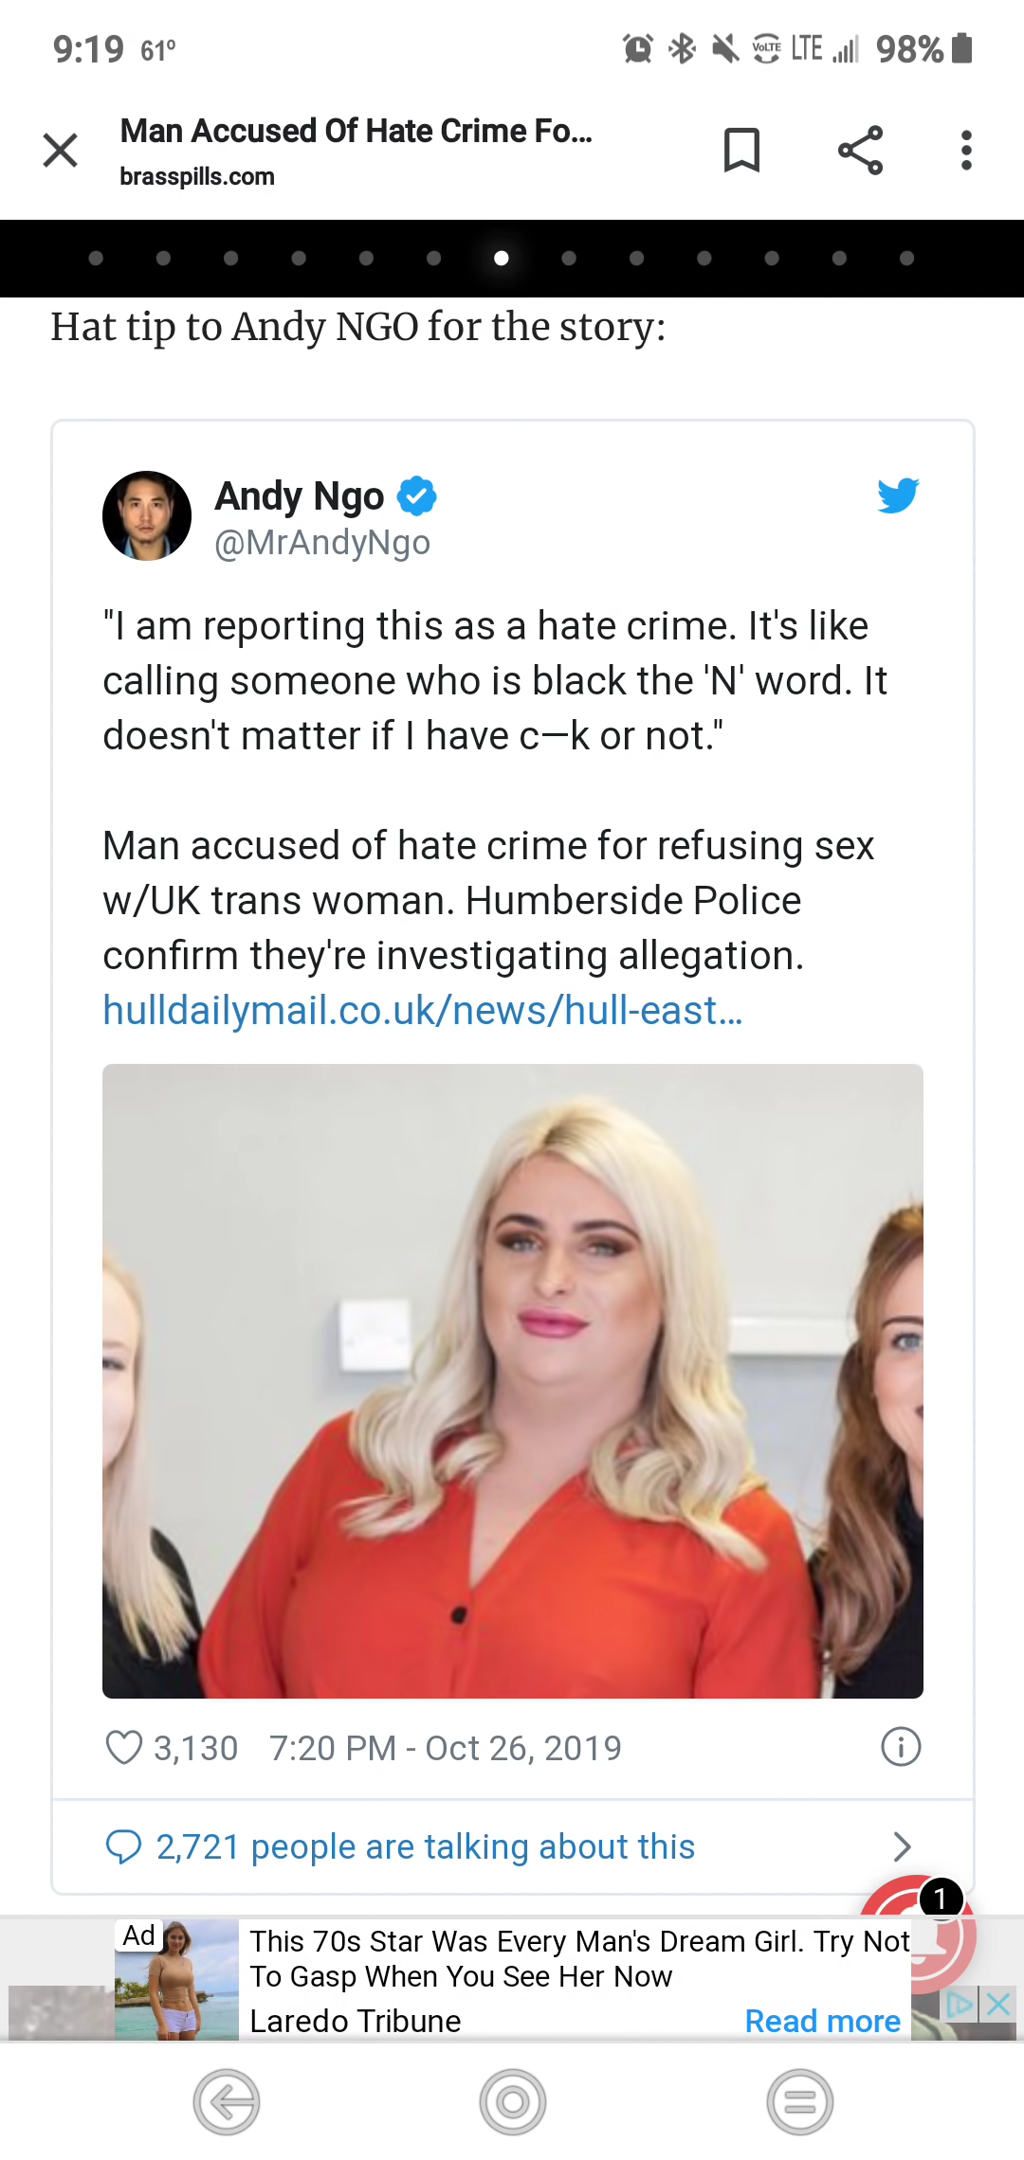 9:19 61°
VoLTE LTE 98%
Man Accused Of Hate Crime Fo...
brasspills.com
Hat tip to Andy NGO for the story:
Andy Ngo
@MrAndyNgo
"I am reporting this as a hate crime. It's like
calling someone who is black the 'N' word. It
doesn't matter if I have c—k or not."
Man accused of hate crime for refusing sex
w/UK trans woman. Humberside Police
confirm they're investigating allegation.
hulldailymail.co.uk/news/hull-east…
3,130 7:20 PM - Oct 26, 2019
2,721 people are talking about this
1
Ad
This 70s Star Was Every Man's Dream Girl. Try Not
To Gasp When You See Her Now
Laredo Tribune
Read more